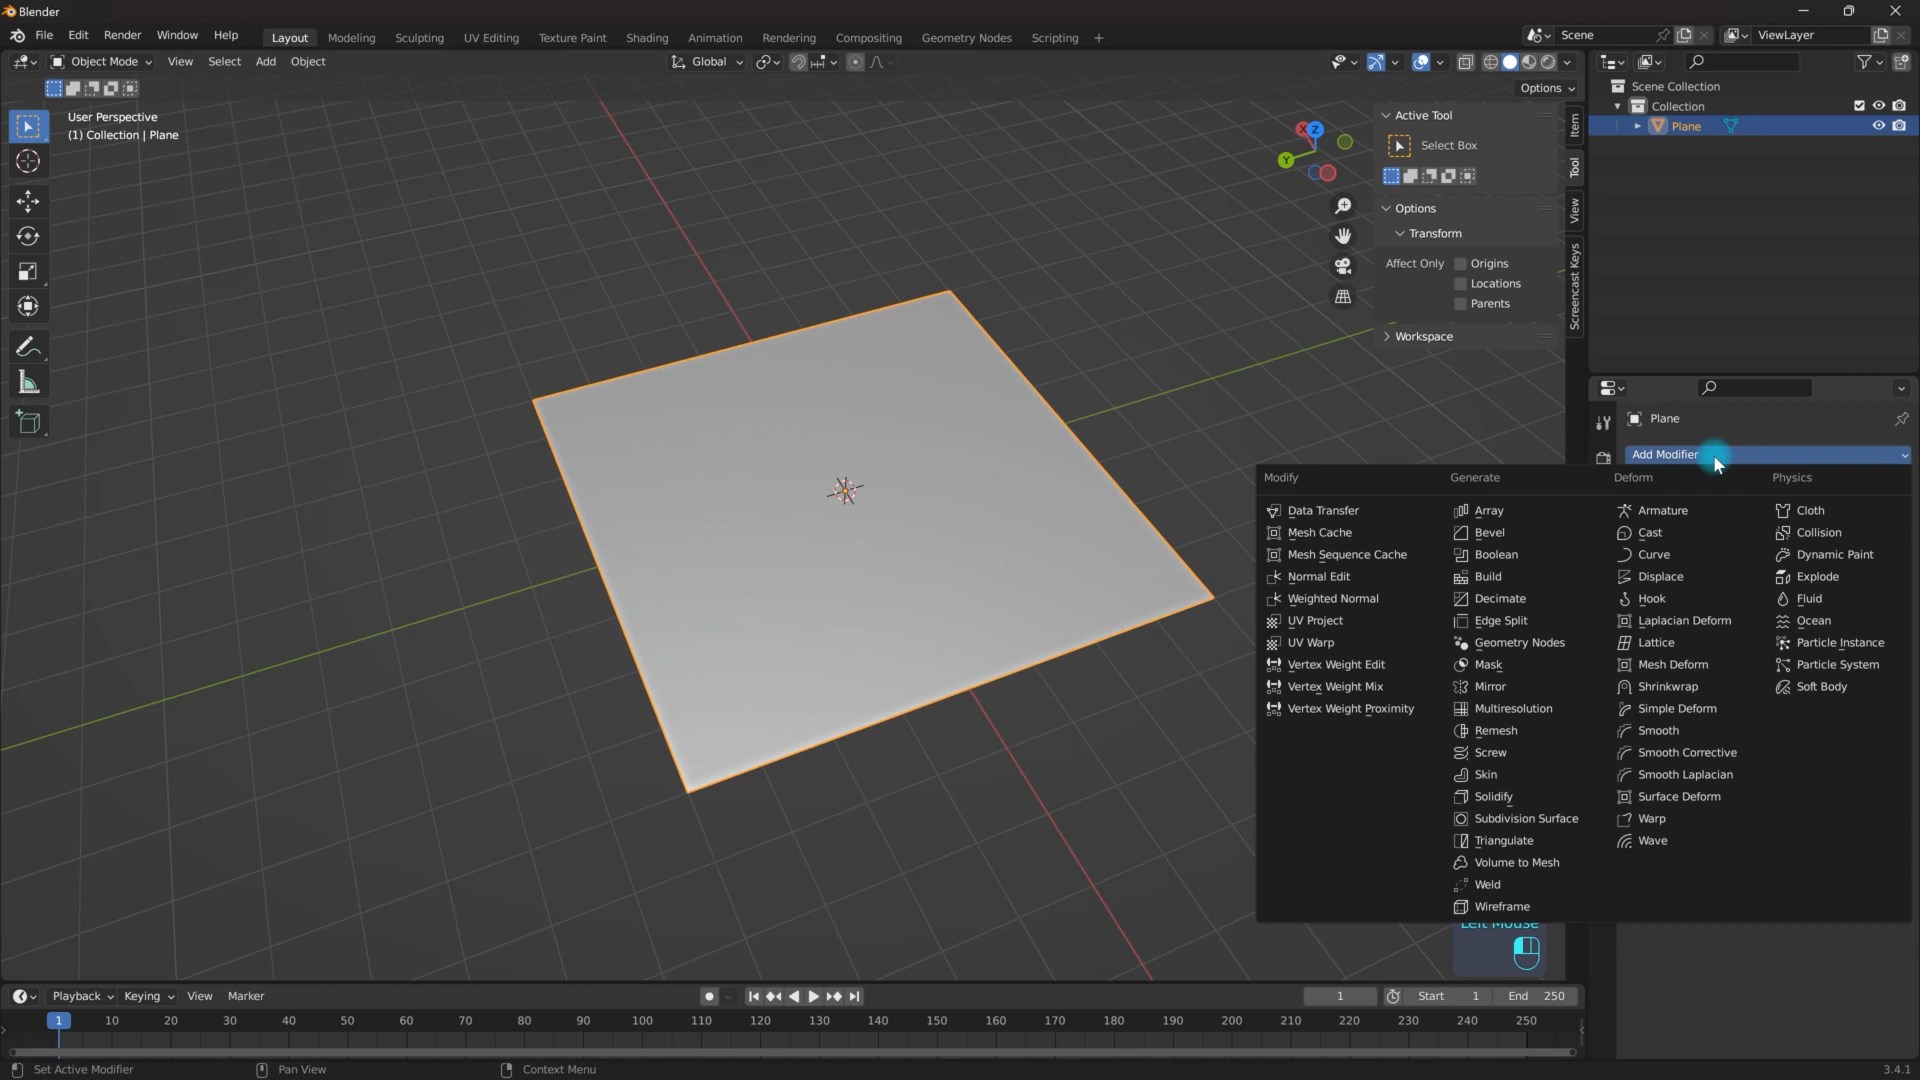 Blender
File Edit Render Window Help Layout Modeling Sculpting UV Editing Texture Paint Shading Animation Rendering Compositing Geometry Nodes Scripting + Scene ViewLayer
Object Mode View Select Add Object Global
Options
User Perspective
(1) Collection | Plane
X Z
Y
Active Tool
Select Box
Options
Transform
Affect Only Origins
Locations
Parents
Workspace
Item
Tool
View
Screencast Keys
Scene Collection
Collection
Plane
Plane
Add Modifier
Modify Generate Deform Physics
Data Transfer Array Armature Cloth
Mesh Cache Bevel Cast Collision
Mesh Sequence Cache Boolean Curve Dynamic Paint
Normal Edit Build Displace Explode
Weighted Normal Decimate Hook Fluid
UV Project Edge Split Laplacian Deform Ocean
UV Warp Geometry Nodes Lattice Particle Instance
Vertex Weight Edit Mask Mesh Deform Particle System
Vertex Weight Mix Mirror Shrinkwrap Soft Body
Vertex Weight Proximity Multiresolution Simple Deform
Remesh Smooth
Screw Smooth Corrective
Skin Smooth Laplacian
Solidify Surface Deform
Subdivision Surface Warp
Triangulate Wave
Volume to Mesh
Weld
Wireframe
Left Mouse
Playback Keying View Marker 1 Start 1 End 250
1 10 20 30 40 50 60 70 80 90 100 110 120 130 140 150 160 170 180 190 200 210 220 230 240 250
Set Active Modifier Pan View Context Menu 3.4.1